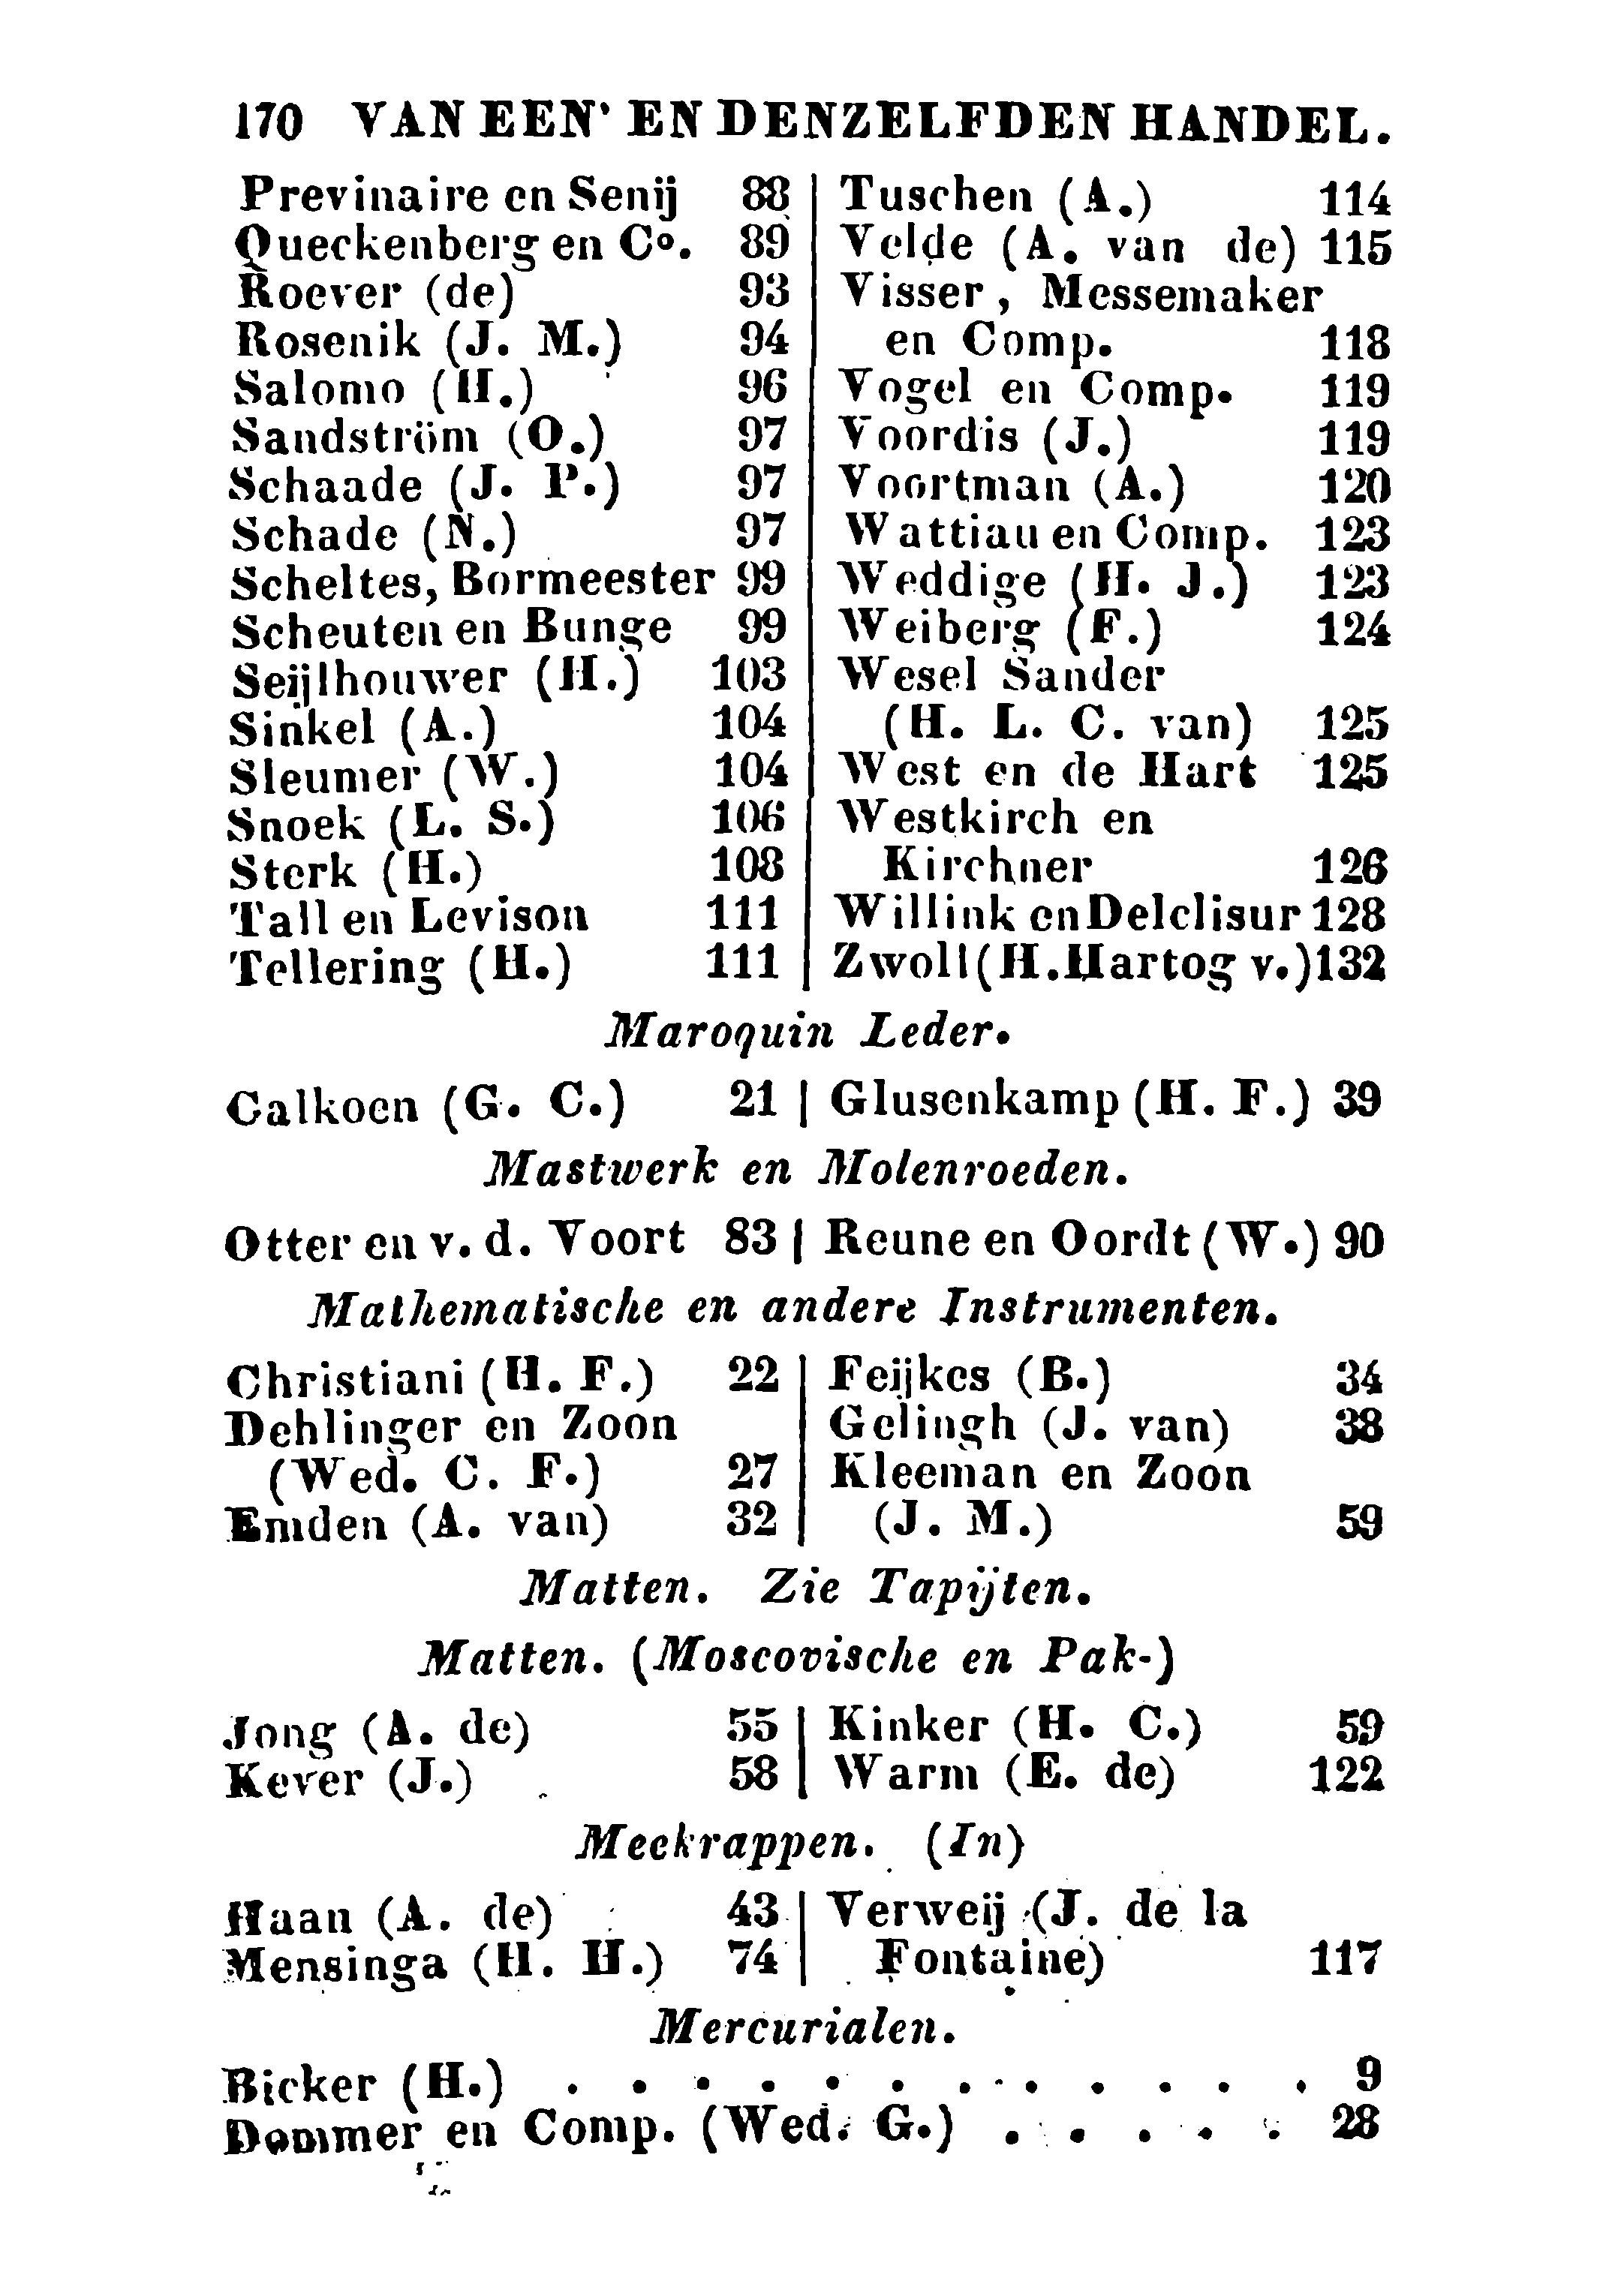 170 VAN EEN' EN DENZELFDEN HANDEL.
Previnaire en Senij 88
Queckenberg en Co. 89
Roever (de) 93
Rosenik (J. M.) 94
Salomo (H.) 96
Sandström (O.) 97
Schaade (J. P.) 97
Schade (N.) 97
Scheltes, Bormeester 99
Scheuten en Bunge 99
Seijlhouwer (H.) 103
Sinkel (A.) 104
Sleumer (W.) 104
Snoek (L. S.) 106
Sterk (H.) 108
Tall en Levison 111
Tellering (H.) 111
Tuschen (A.) 114
Velde (A. van de) 115
Visser, Messemaker
en Comp. 118
Vogel en Comp. 119
Voordis (J.) 119
Voortman (A.) 120
Wattiau en Comp. 123
Weddige (H. J.) 123
Weiberg (F.) 124
Wesel Sander
(H. L. C. van) 125
West en de Hart 125
Westkirch en
Kirchner 126
Willink en Delclisur 128
Zwoll (H. Hartog v.) 132
Maroquin Leder.
Calkoen (G. C.) 21 | Glusenkamp (H. F.) 39
Mastwerk en Molenroeden.
Otter en v. d. Voort 83 | Reune en Oordt (W.) 90
Mathematische en andere Instrumenten.
Christiani (H. F.) 22
Dehlinger en Zoon
(Wed. C. F.) 27
Emden (A. van) 32
Feijkes (B.) 34
Gelingh (J. van) 38
Kleeman en Zoon
(J. M.) 59
Matten. Zie Tapijten.
Matten. (Moscovische en Pak-)
Jong (A. de) 55
Kever (J.) 58
Kinker (H. C.) 59
Warm (E. de) 122
Meekrappen. (In)
Haan (A. de) 43
Mensinga (H. H.) 74
Verweij (J. de la
Fontaine) 117
Mercurialen.
Bicker (H.) . . . . . . . . . . . . 9
Dommer en Comp. (Wed. G.) . . . . . 28